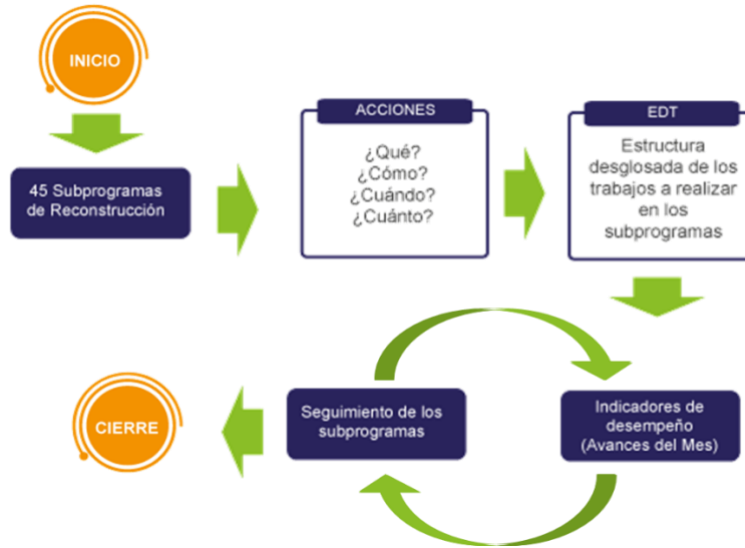 INICIO
45 Subprogramas
de Reconstrucción
ACCIONES
¿Qué?
¿Cómo?
¿Cuándo?
¿Cuánto?
EDT
Estructura
desglosada de los
trabajos a realizar
en los
subprogramas
CIERRE
Seguimiento de los
subprogramas
Indicadores de
desempeño
(Avances del Mes)